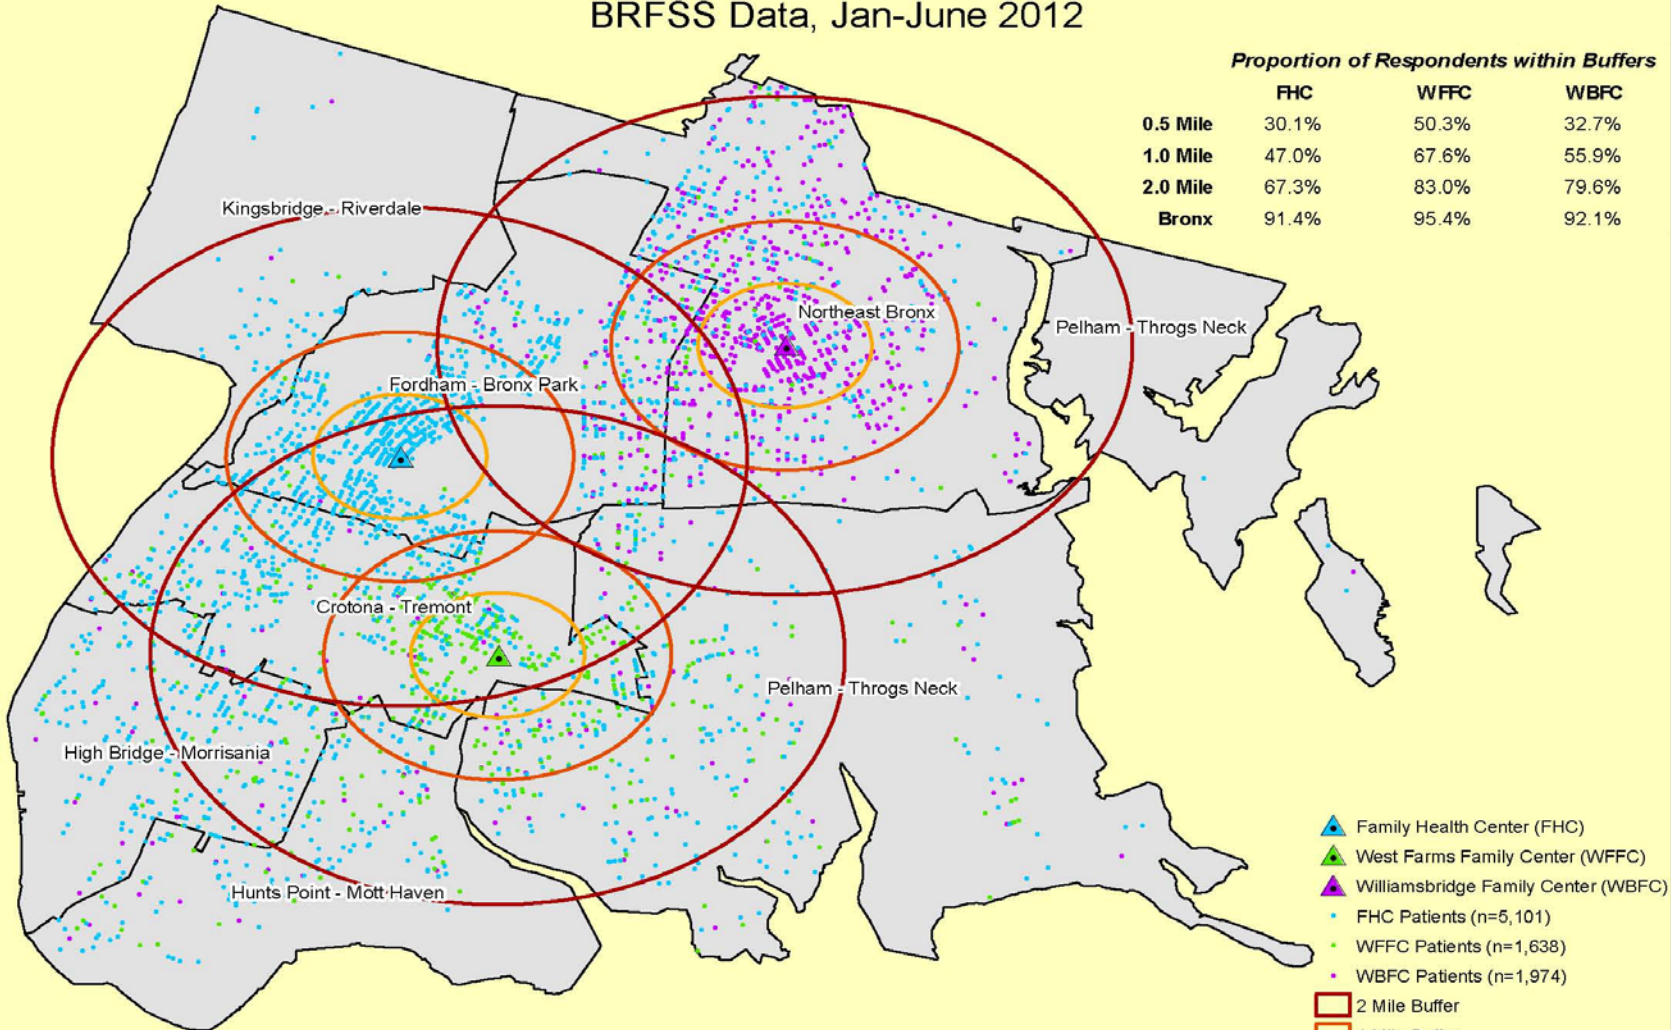 BRFSS Data, Jan-June 2012
Proportion of Respondents within Buffers
FHC WFFC WBFC
0.5 Mile 30.1% 50.3% 32.7%
1.0 Mile 47.0% 67.6% 55.9%
2.0 Mile 67.3% 83.0% 79.6%
Bronx 91.4% 95.4% 92.1%
Kingsbridge - Riverdale
Northeast Bronx
Pelham - Throgs Neck
Fordham - Bronx Park
Crotona - Tremont
Pelham - Throgs Neck
High Bridge - Morrisania
Hunts Point - Mott Haven
Family Health Center (FHC)
West Farms Family Center (WFFC)
Williamsbridge Family Center (WBFC)
FHC Patients (n=5,101)
WFFC Patients (n=1,638)
WBFC Patients (n=1,974)
2 Mile Buffer